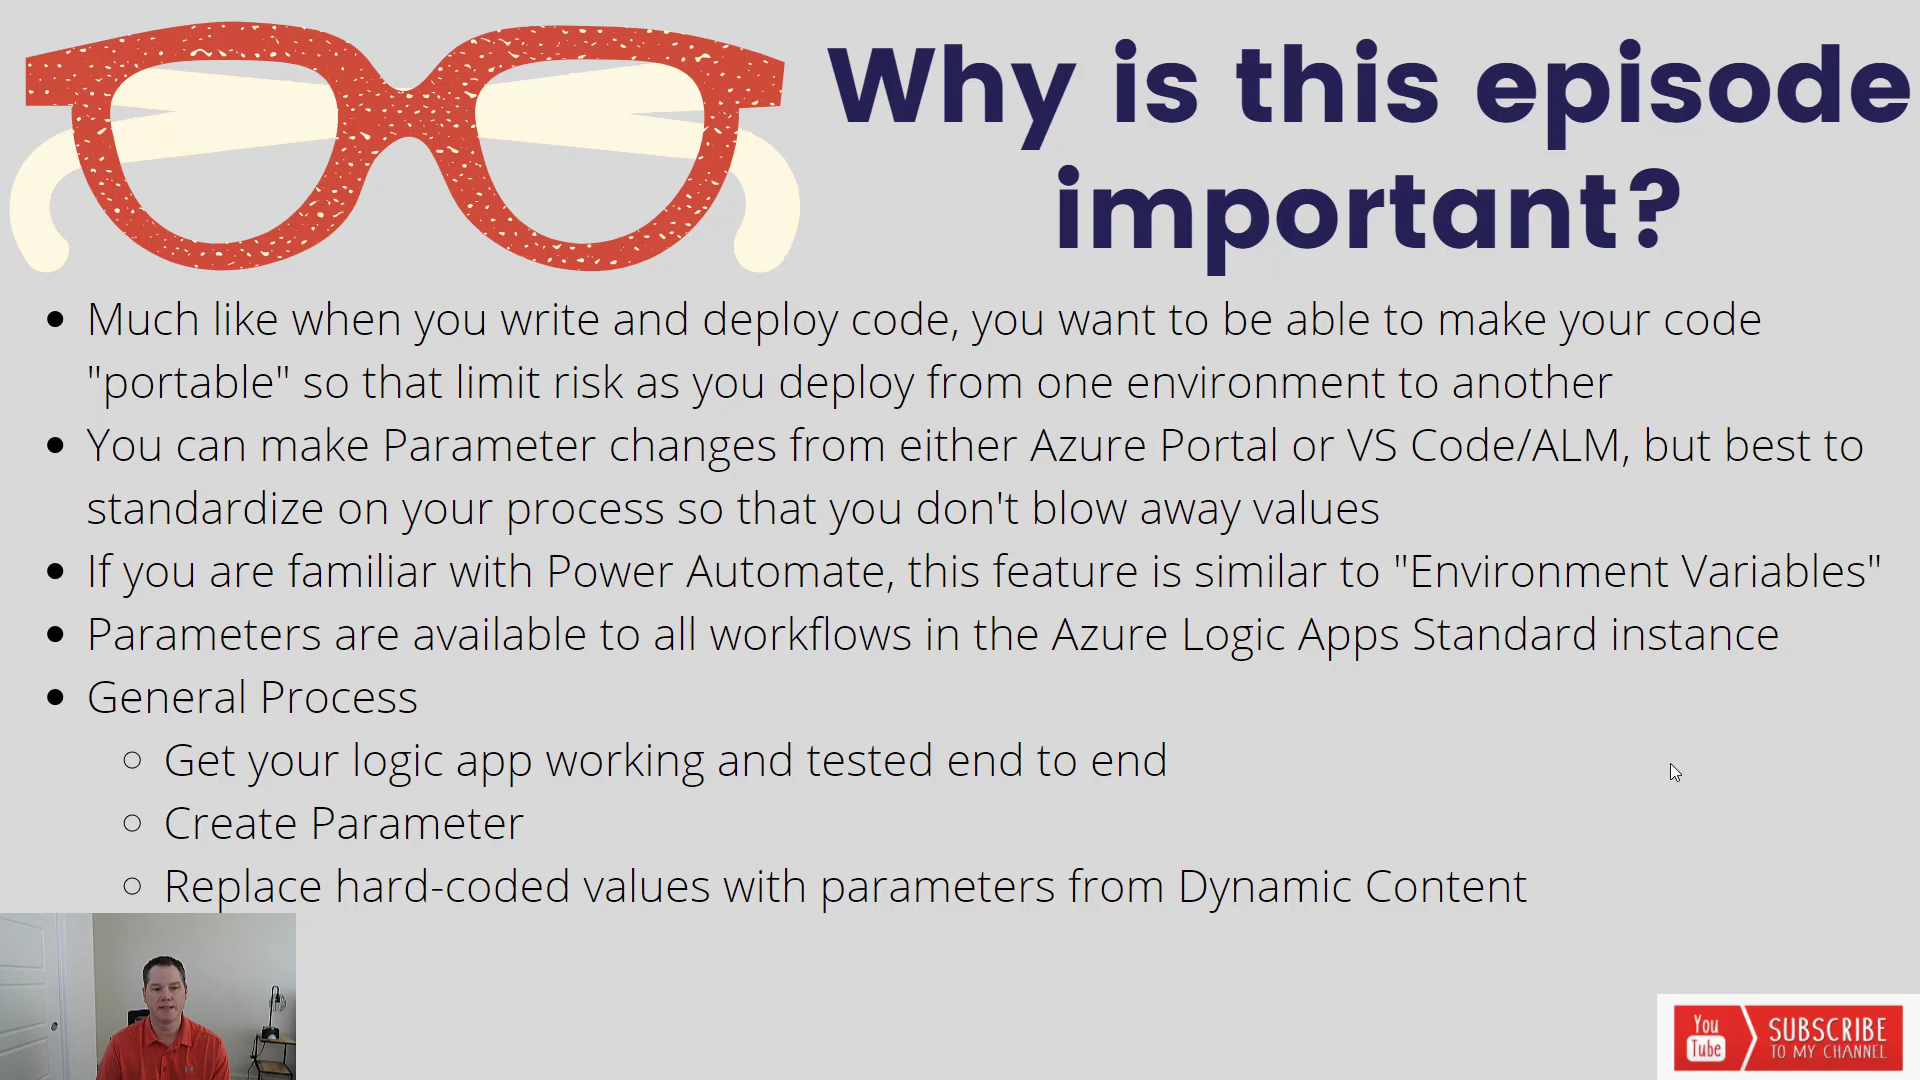 Why is this episode
important?
• Much like when you write and deploy code, you want to be able to make your code
"portable" so that limit risk as you deploy from one environment to another
• You can make Parameter changes from either Azure Portal or VS Code/ALM, but best to
standardize on your process so that you don't blow away values
• If you are familiar with Power Automate, this feature is similar to "Environment Variables"
• Parameters are available to all workflows in the Azure Logic Apps Standard instance
• General Process
○ Get your logic app working and tested end to end
○ Create Parameter
○ Replace hard-coded values with parameters from Dynamic Content
You
Tube
SUBSCRIBE
TO MY CHANNEL